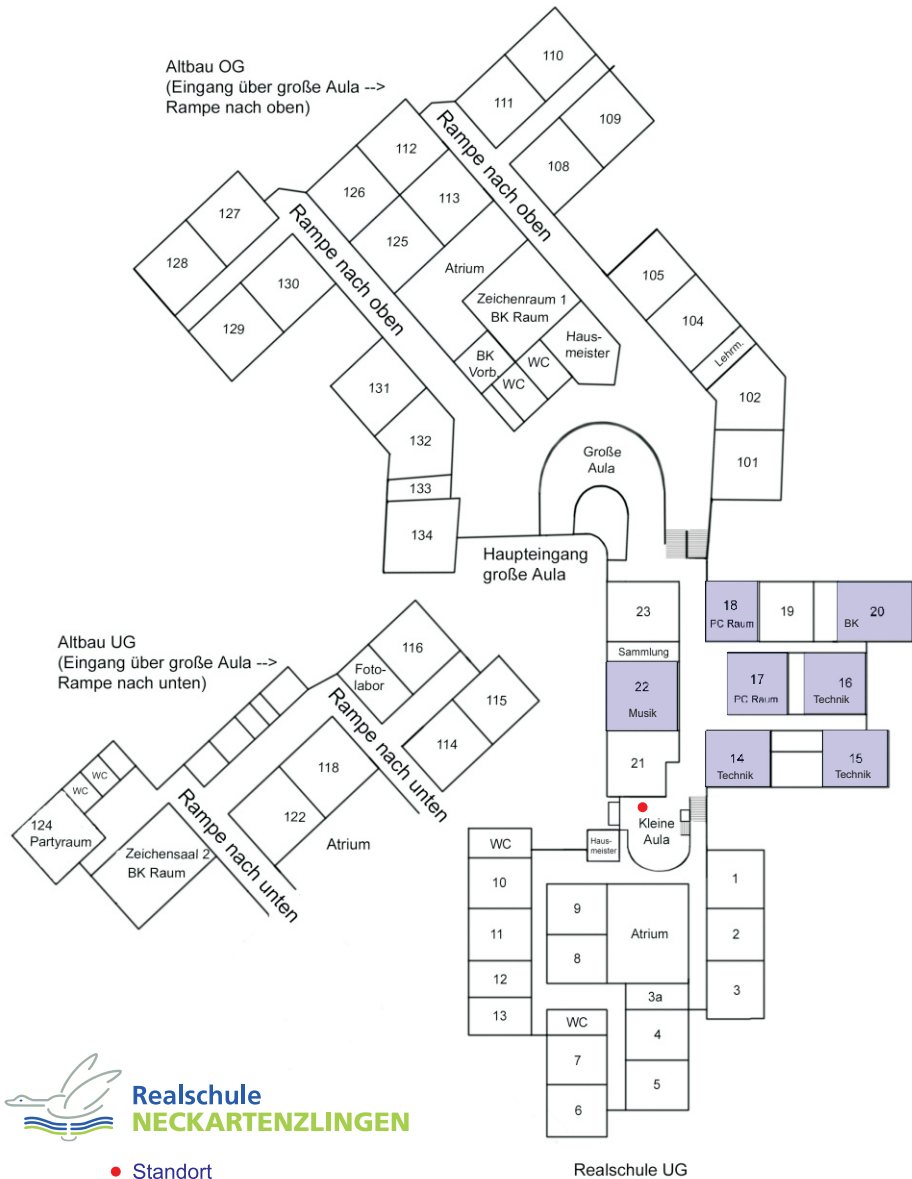 Altbau OG
(Eingang über große Aula -->
Rampe nach oben)
110
111
109
108
Rampe nach oben
112
113
126
125
127
128
130
129
Rampe nach oben
Atrium
Zeichenraum 1
BK Raum
Haus-
meister
BK
Vorb.
WC
WC
105
104
Lehrm.
102
101
131
132
133
134
Große
Aula
Haupteingang
große Aula
23
Sammlung
22
Musik
21
18
PC Raum
19
20
BK
17
PC Raum
16
Technik
14
Technik
15
Technik
Altbau UG
(Eingang über große Aula -->
Rampe nach unten)
116
Foto-
labor
115
114
Rampe nach unten
118
122
Atrium
WC
WC
124
Partyraum
Zeichensaal 2
BK Raum
Rampe nach unten
Kleine
Aula
Haus-
meister
WC
10
11
12
13
9
8
Atrium
1
2
3
3a
4
5
WC
7
6
Realschule
NECKARTENZLINGEN
Standort
Realschule UG